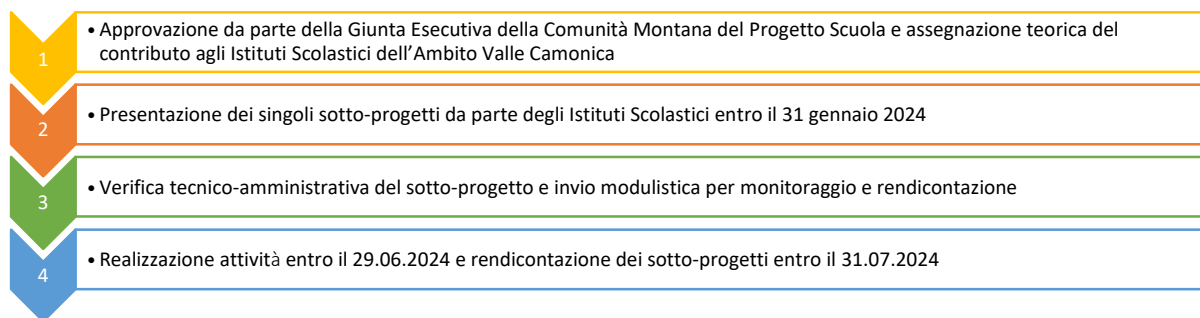 1
• Approvazione da parte della Giunta Esecutiva della Comunità Montana del Progetto Scuola e assegnazione teorica del
contributo agli Istituti Scolastici dell’Ambito Valle Camonica
2
• Presentazione dei singoli sotto-progetti da parte degli Istituti Scolastici entro il 31 gennaio 2024
3
• Verifica tecnico-amministrativa del sotto-progetto e invio modulistica per monitoraggio e rendicontazione
4
• Realizzazione attività entro il 29.06.2024 e rendicontazione dei sotto-progetti entro il 31.07.2024